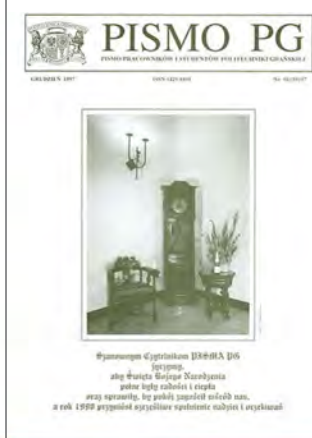 PISMO PG
PISMO PRACOWNIKÓW I STUDENTÓW POLITECHNIKI GDAŃSKIEJ
GRUDZIEŃ 1997
Szanownym Czytelnikom PISMA PG
życzymy,
aby Święta Bożego Narodzenia
pełne były radości i ciepła
oraz sprawiły, by pokój zagościł wśród nas,
a rok 1998 przyniósł szczęśliwe spełnienie nadziei i oczekiwań